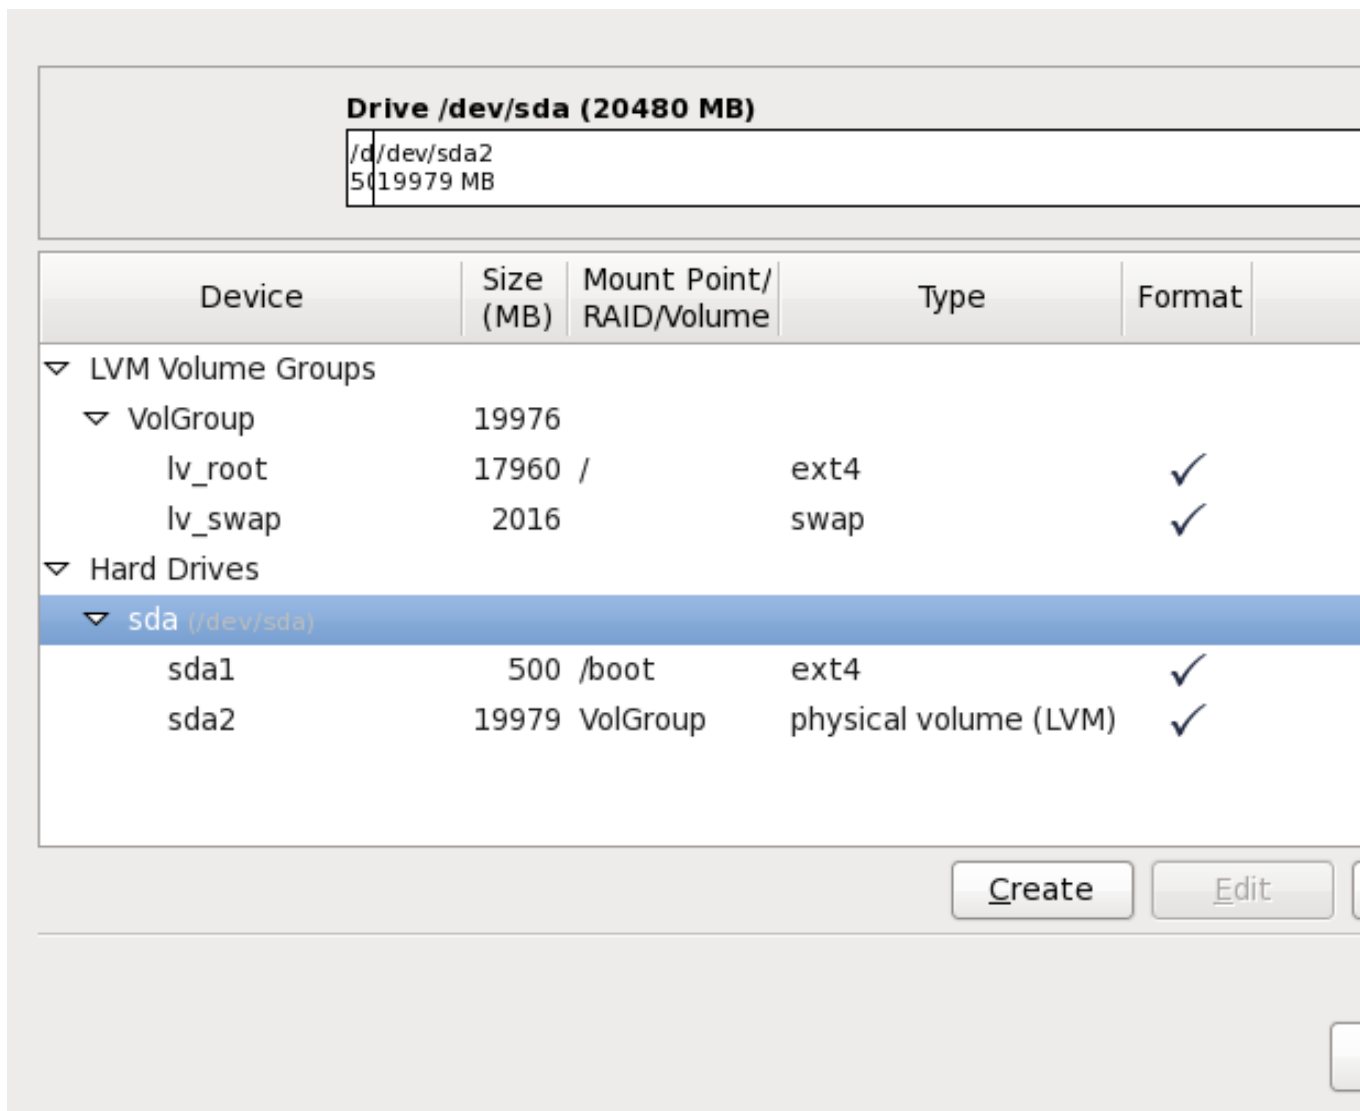 Drive /dev/sda (20480 MB)
/d /dev/sda2
50 19979 MB
Device Size (MB) Mount Point/ RAID/Volume Type Format
LVM Volume Groups
VolGroup 19976
lv_root 17960 / ext4
lv_swap 2016 swap
Hard Drives
sda (/dev/sda)
sda1 500 /boot ext4
sda2 19979 VolGroup physical volume (LVM)
Create Edit